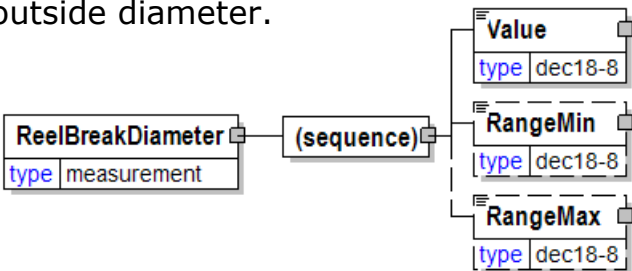 outside diameter.
Value
type dec18-8
ReelBreakDiameter
type measurement
(sequence)
RangeMin
type dec18-8
RangeMax
type dec18-8